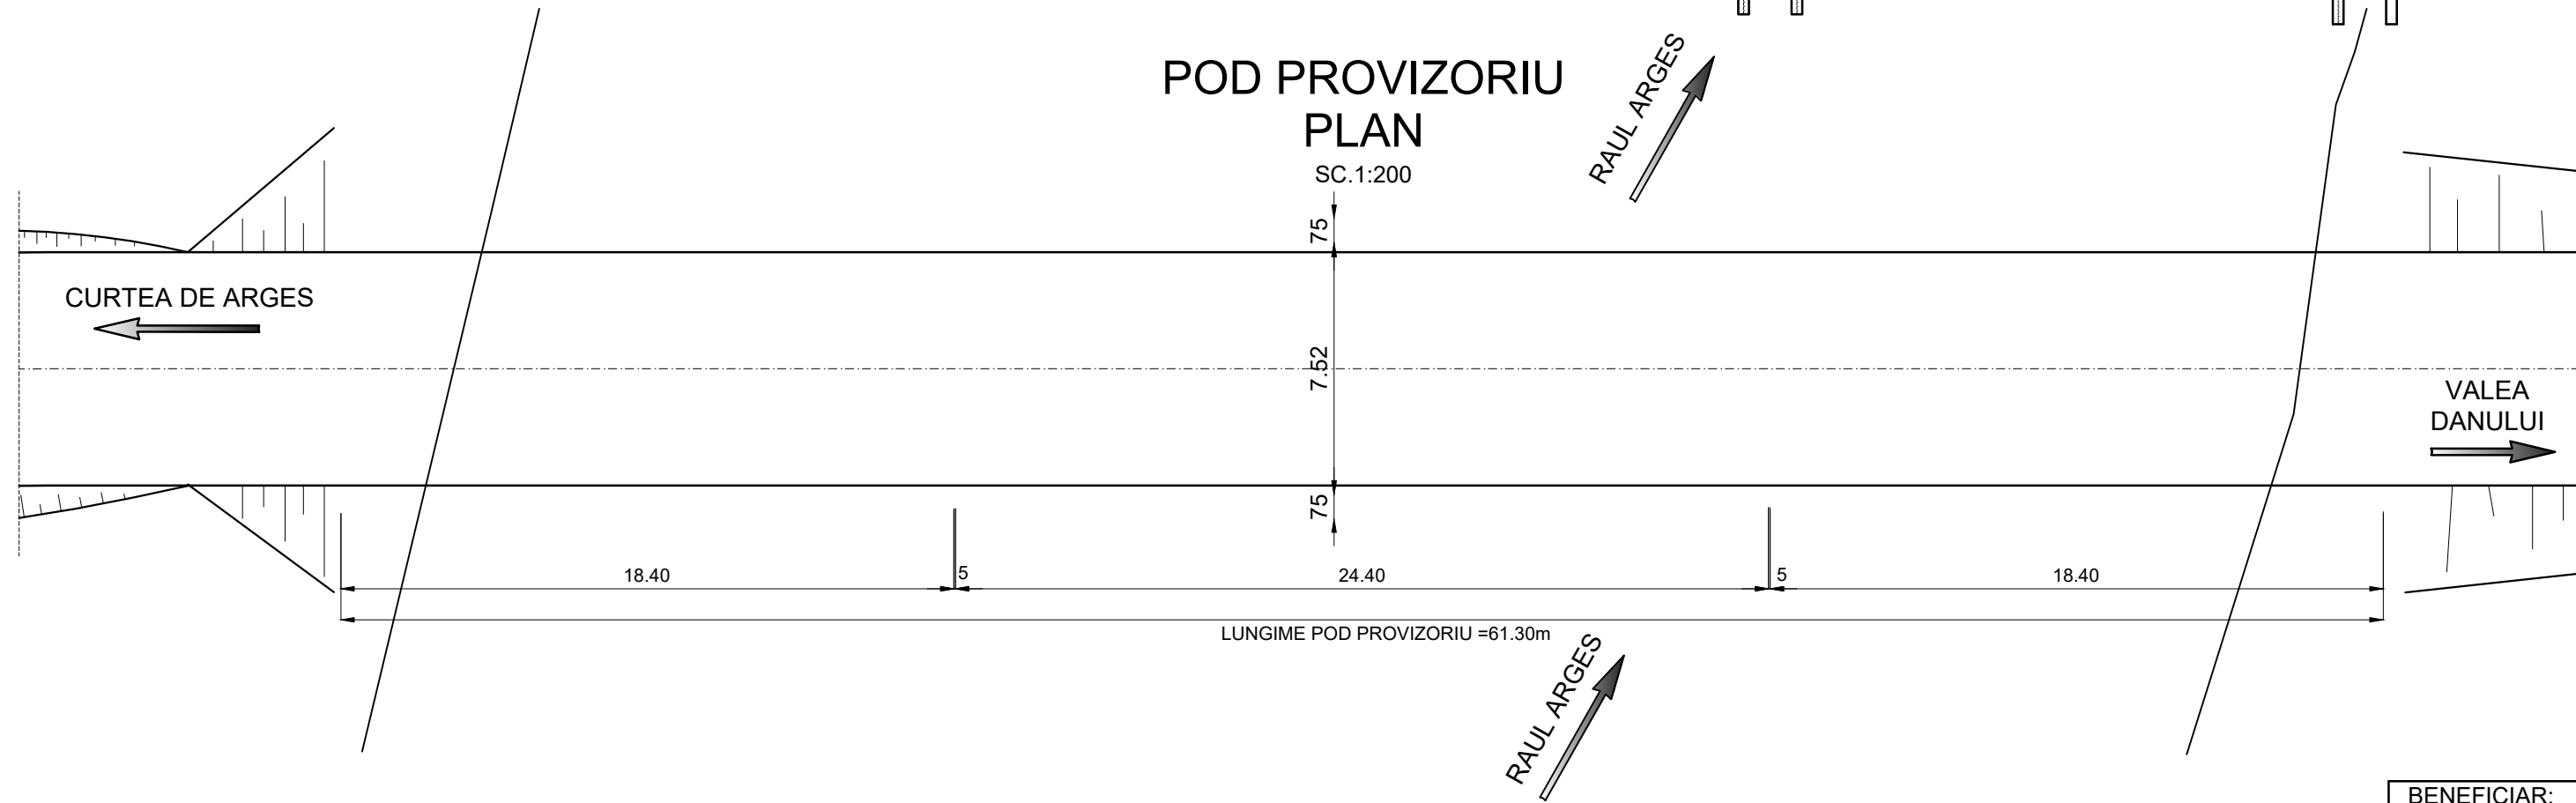 POD PROVIZORIU
PLAN
SC.1:200
RAUL ARGES
75
CURTEA DE ARGES
7.52
VALEA
DANULUI
75
18.40
5
24.40
5
18.40
LUNGIME POD PROVIZORIU =61.30m
RAUL ARGES
BENEFICIAR: